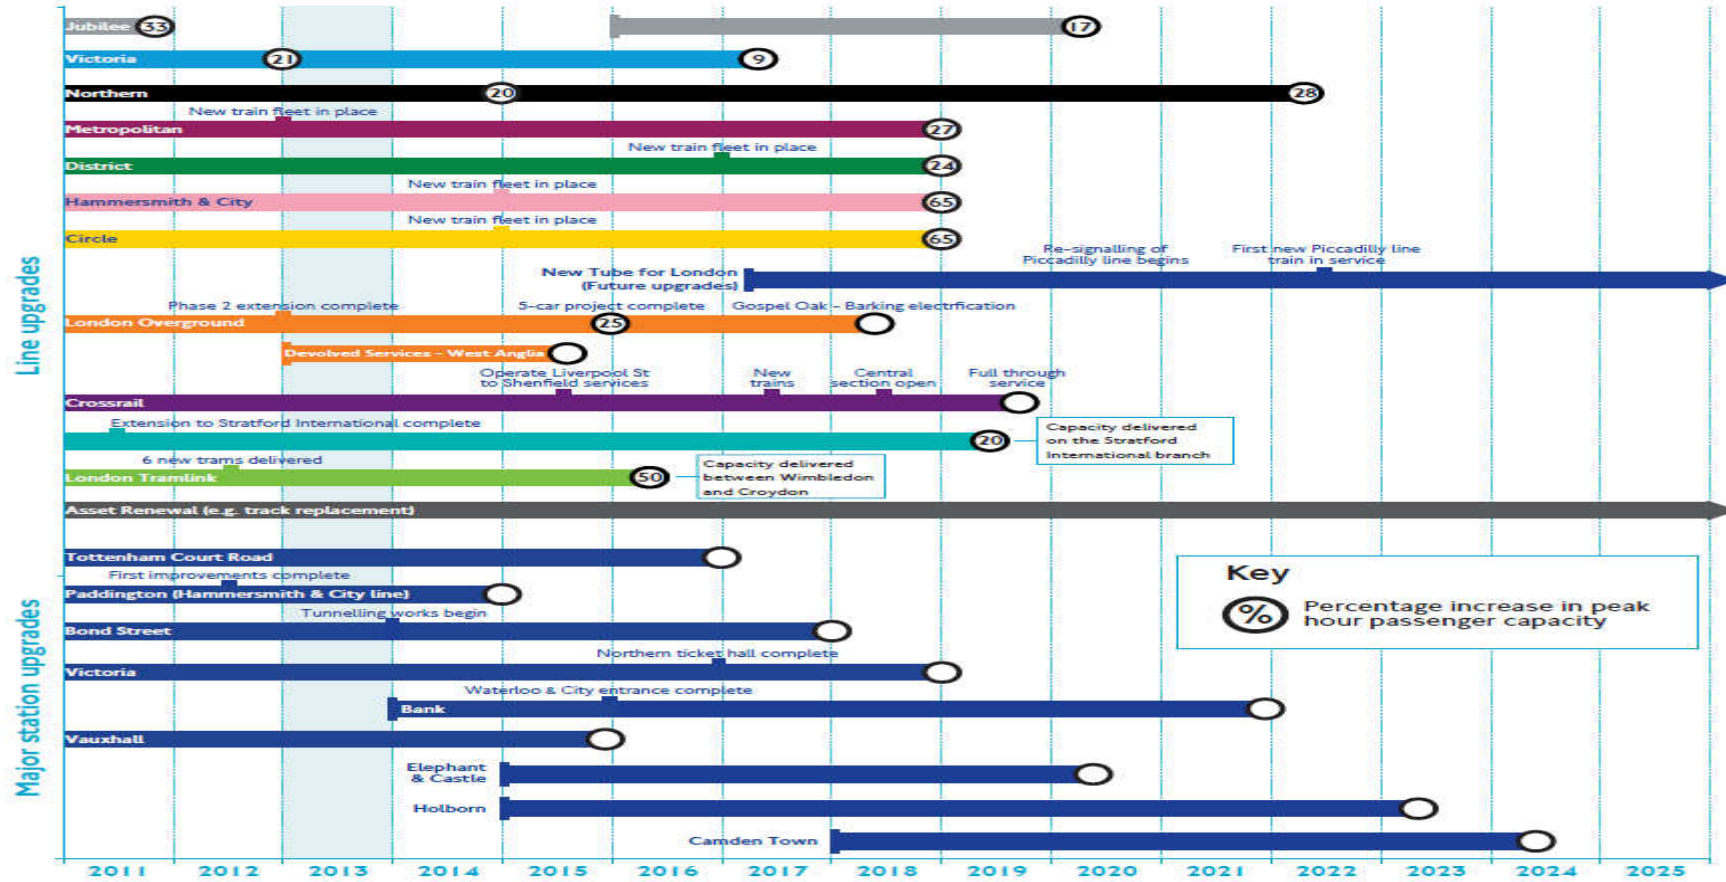 Jubilee 33 17
Victoria 21 9
Northern 20 28
New train fleet in place
Metropolitan 27
New train fleet in place
District 24
New train fleet in place
Hammersmith & City 65
New train fleet in place
Circle 65
New Tube for London
(Future upgrades)
Re-signalling of
Piccadilly line begins
First new Piccadilly line
train in service
Phase 2 extension complete
5-car project complete
Gospel Oak - Barking electrfication
London Overground 25
Devolved Services - West Anglia
Operate Liverpool St
to Shenfield services
New
trains
Central
section open
Full through
service
Crossrail
Extension to Stratford International complete
20
Capacity delivered
on the Stratford
International branch
6 new trams delivered
London Tramlink 50
Capacity delivered
between Wimbledon
and Croydon
Asset Renewal (e.g. track replacement)
Line upgrades
Tottenham Court Road
First improvements complete
Paddington (Hammersmith & City line)
Tunnelling works begin
Bond Street
Northern ticket hall complete
Victoria
Waterloo & City entrance complete
Bank
Vauxhall
Elephant
& Castle
Holborn
Camden Town
Major station upgrades
Key
% Percentage increase in peak
hour passenger capacity
2011 2012 2013 2014 2015 2016 2017 2018 2019 2020 2021 2022 2023 2024 2025